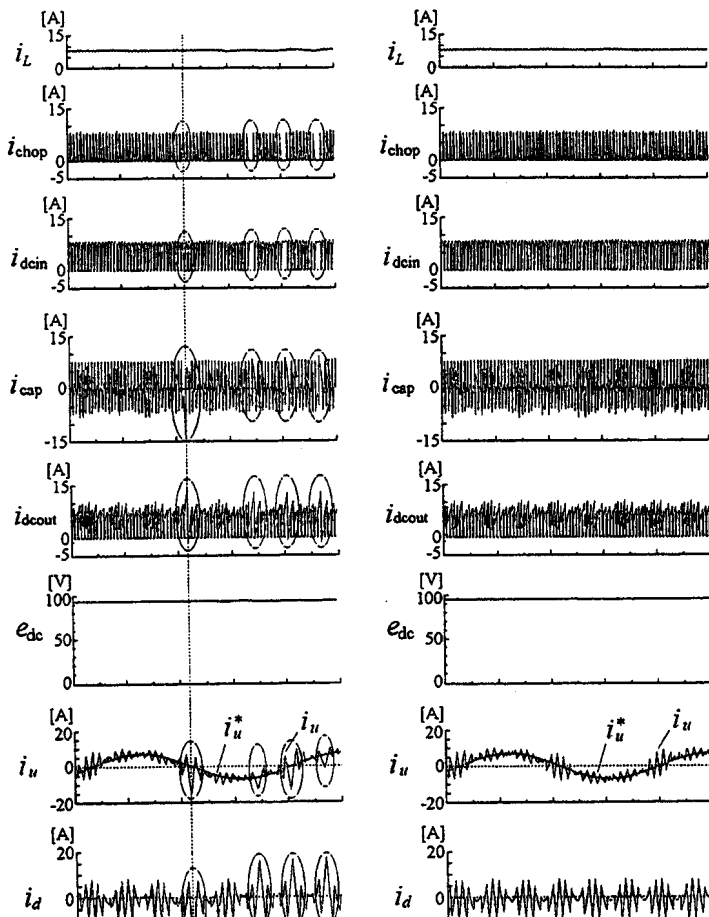 [A]
15
i_L
0
[A]
15
i_chop
0
-5
[A]
15
i_dcin
0
-5
[A]
15
i_cap
0
-15
[A]
15
i_dcout
0
-5
[V]
100
e_dc
50
0
[A]
20
i_u
0
-20
i_u^*
i_u
[A]
20
i_d
0
[A]
15
i_L
0
[A]
15
i_chop
0
-5
[A]
15
i_dcin
0
-5
[A]
15
i_cap
0
-15
[A]
15
i_dcout
0
-5
[V]
100
e_dc
50
0
[A]
20
i_u
0
-20
i_u^*
i_u
[A]
20
i_d
0